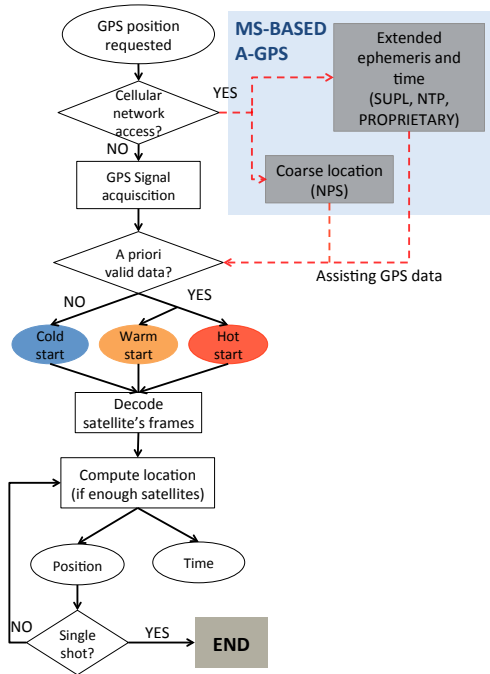 GPS position
requested
MS-BASED
A-GPS
Extended
ephemeris and
time
(SUPL, NTP,
PROPRIETARY)
Cellular
network
access?
YES
NO
GPS Signal
acquiscition
Coarse location
(NPS)
A priori
valid data?
Assisting GPS data
NO
YES
Cold
start
Warm
start
Hot
start
Decode
satellite's frames
Compute location
(if enough satellites)
Position
Time
NO
Single
shot?
YES
END